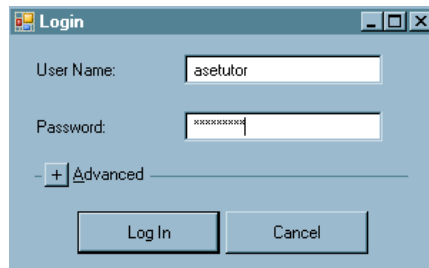 Login
User Name: asetutor
Password: *********
+ Advanced
Log In Cancel